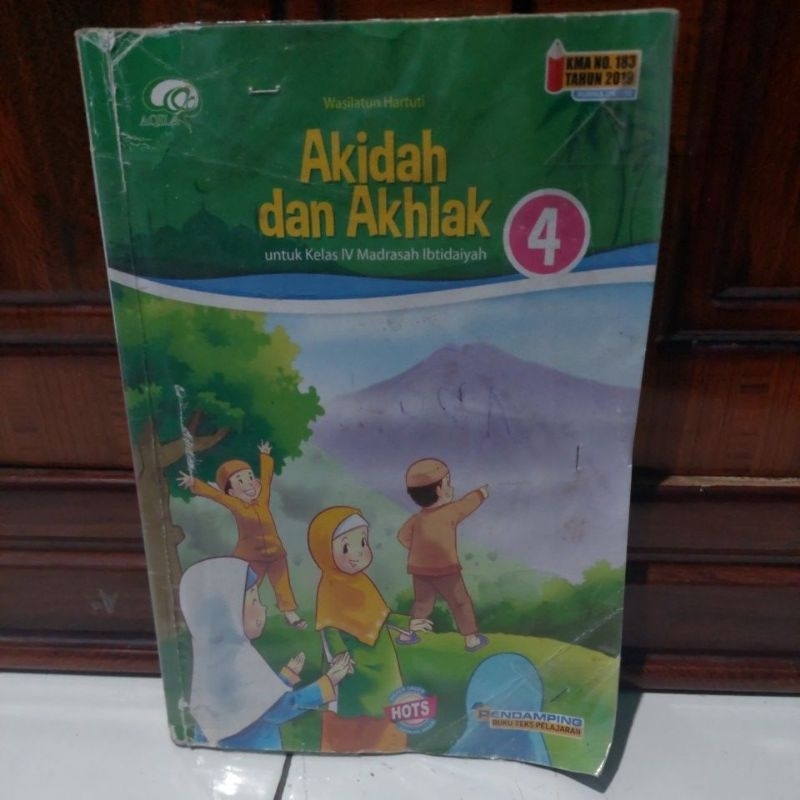 KMA NO. 183
TAHUN 2019
Wasilatun Hartuti
Akidah
dan Akhlak
4
untuk Kelas IV Madrasah Ibtidaiyah
HOTS
PENDAMPING
BUKU TEKS PELAJARAN